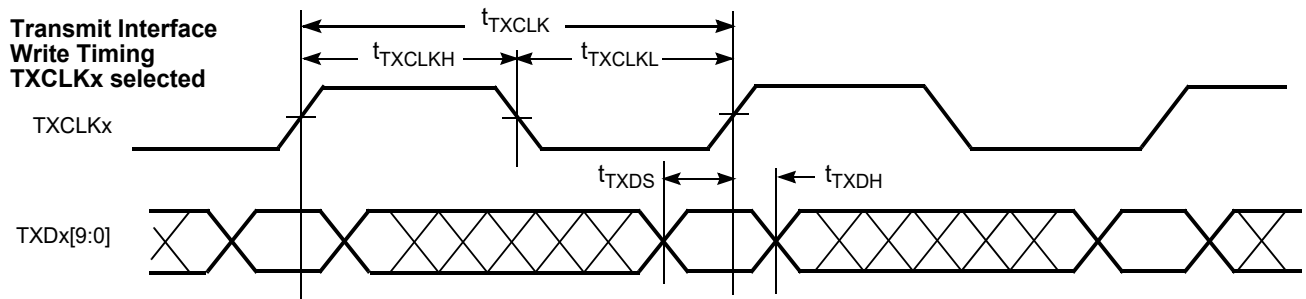 Transmit Interface
Write Timing
TXCLKx selected
tTXCLK
tTXCLKH
tTXCLKL
TXCLKx
tTXDS
tTXDH
TXDx[9:0]